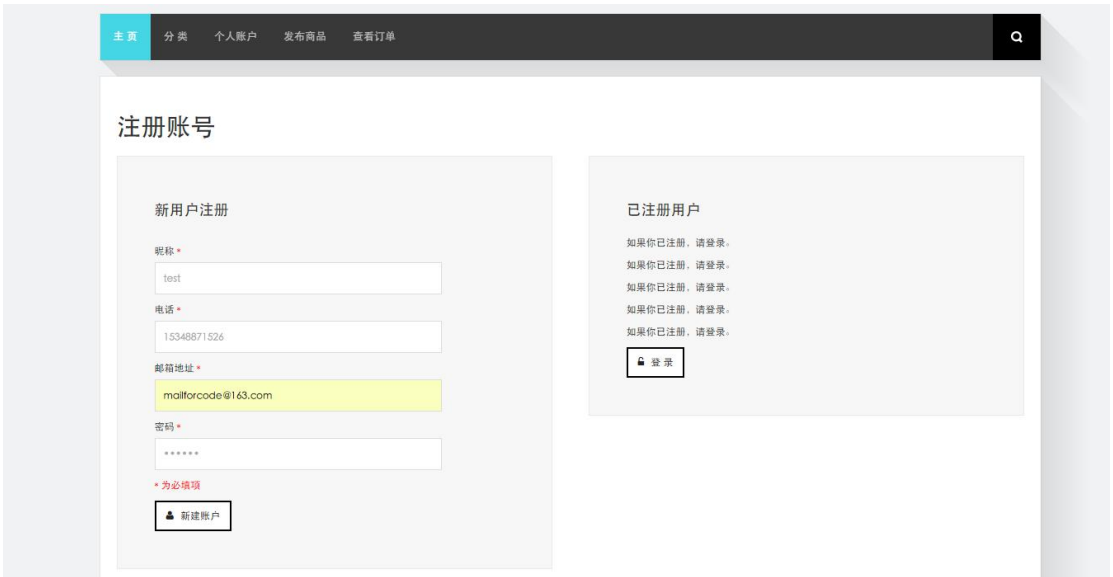 主页 分类 个人账户 发布商品 查看订单
注册账号
新用户注册
昵称 *
test
电话 *
15348871526
邮箱地址 *
mailforcode@163.com
密码 *
••••••
* 为必填项
新建账户
已注册用户
如果你已注册，请登录。
如果你已注册，请登录。
如果你已注册，请登录。
如果你已注册，请登录。
如果你已注册，请登录。
登录